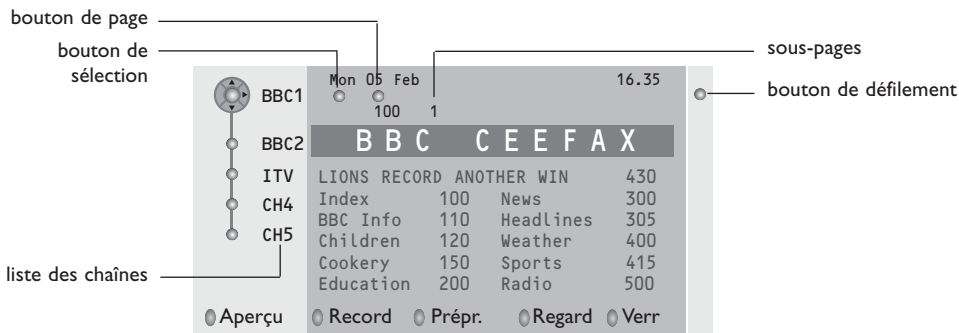 bouton de page
bouton de
sélection
sous-pages
bouton de défilement
Mon 05 Feb 16.35
BBC1
100 1
BBC2
BBC CEEFAX
ITV
LIONS RECORD ANOTHER WIN 430
CH4
Index 100 News 300
BBC Info 110 Headlines 305
CH5
Children 120 Weather 400
Cookery 150 Sports 415
liste des chaînes
Education 200 Radio 500
Aperçu Record Prépr. Regard Verr